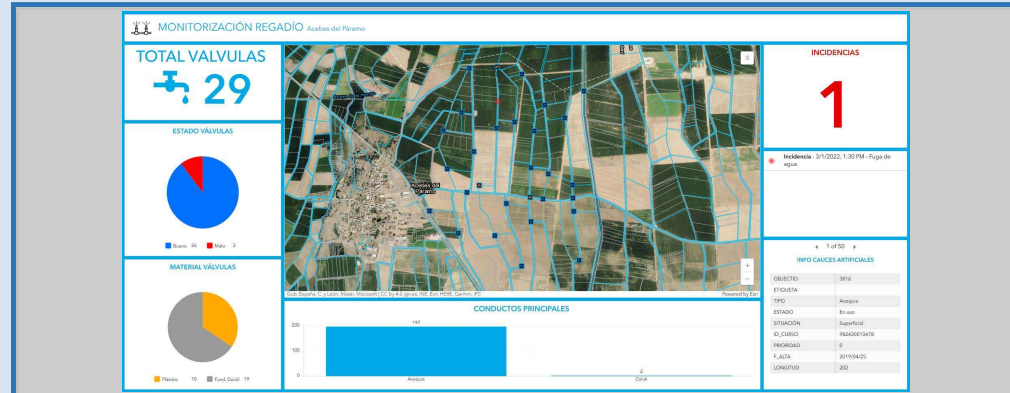 MONITORIZACIÓN REGADÍO Acebes del Páramo
TOTAL VALVULAS
29
ESTADO VÁLVULAS
Bueno 26 Malo 3
MATERIAL VÁLVULAS
Plástico 10 Fund. Dúctil 19
Acebes del
Páramo
+
−
Powered by Esri
CONDUCTOS PRINCIPALES
200
100
0
197
2
Acequia
Canal
INCIDENCIAS
1
Incidencia - 3/1/2022, 1:30 PM - Fuga de
agua
1 of 50
INFO CAUCES ARTIFICIALES
OBJECTID 3816
ETIQUETA
TIPO Acequia
ESTADO En uso
SITUACIÓN Superficial
ID_CURSO 982430013478
PRIORIDAD 0
F_ALTA 2019/04/25
LONGITUD 202